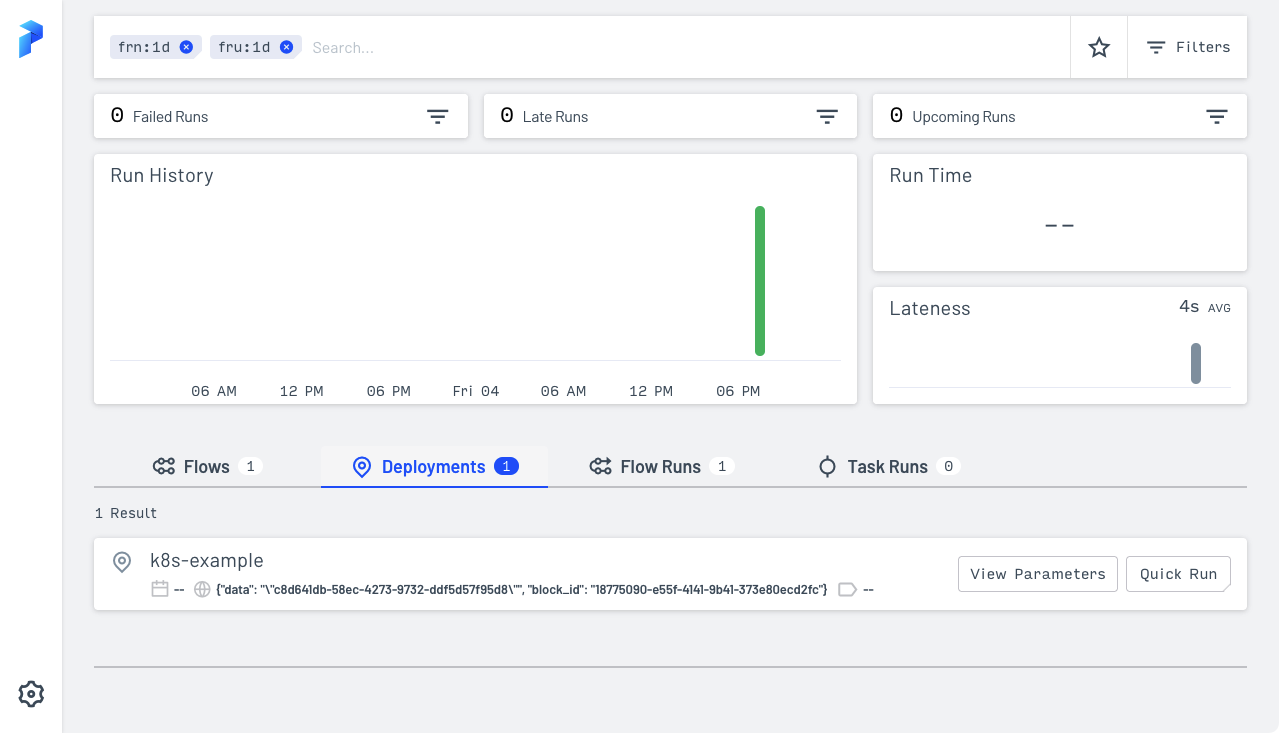 frn:1d fru:1d Search... Filters
0 Failed Runs 0 Late Runs 0 Upcoming Runs
Run History
06 AM 12 PM 06 PM Fri 04 06 AM 12 PM 06 PM
Run Time
--
Lateness 4s AVG
Flows 1 Deployments 1 Flow Runs 1 Task Runs 0
1 Result
k8s-example
-- {"data": "\"c8d641db-58ec-4273-9732-ddf5d57f95d8\"", "block_id": "18775090-e55f-4141-9b41-373e80ecd2fc"} --
View Parameters Quick Run